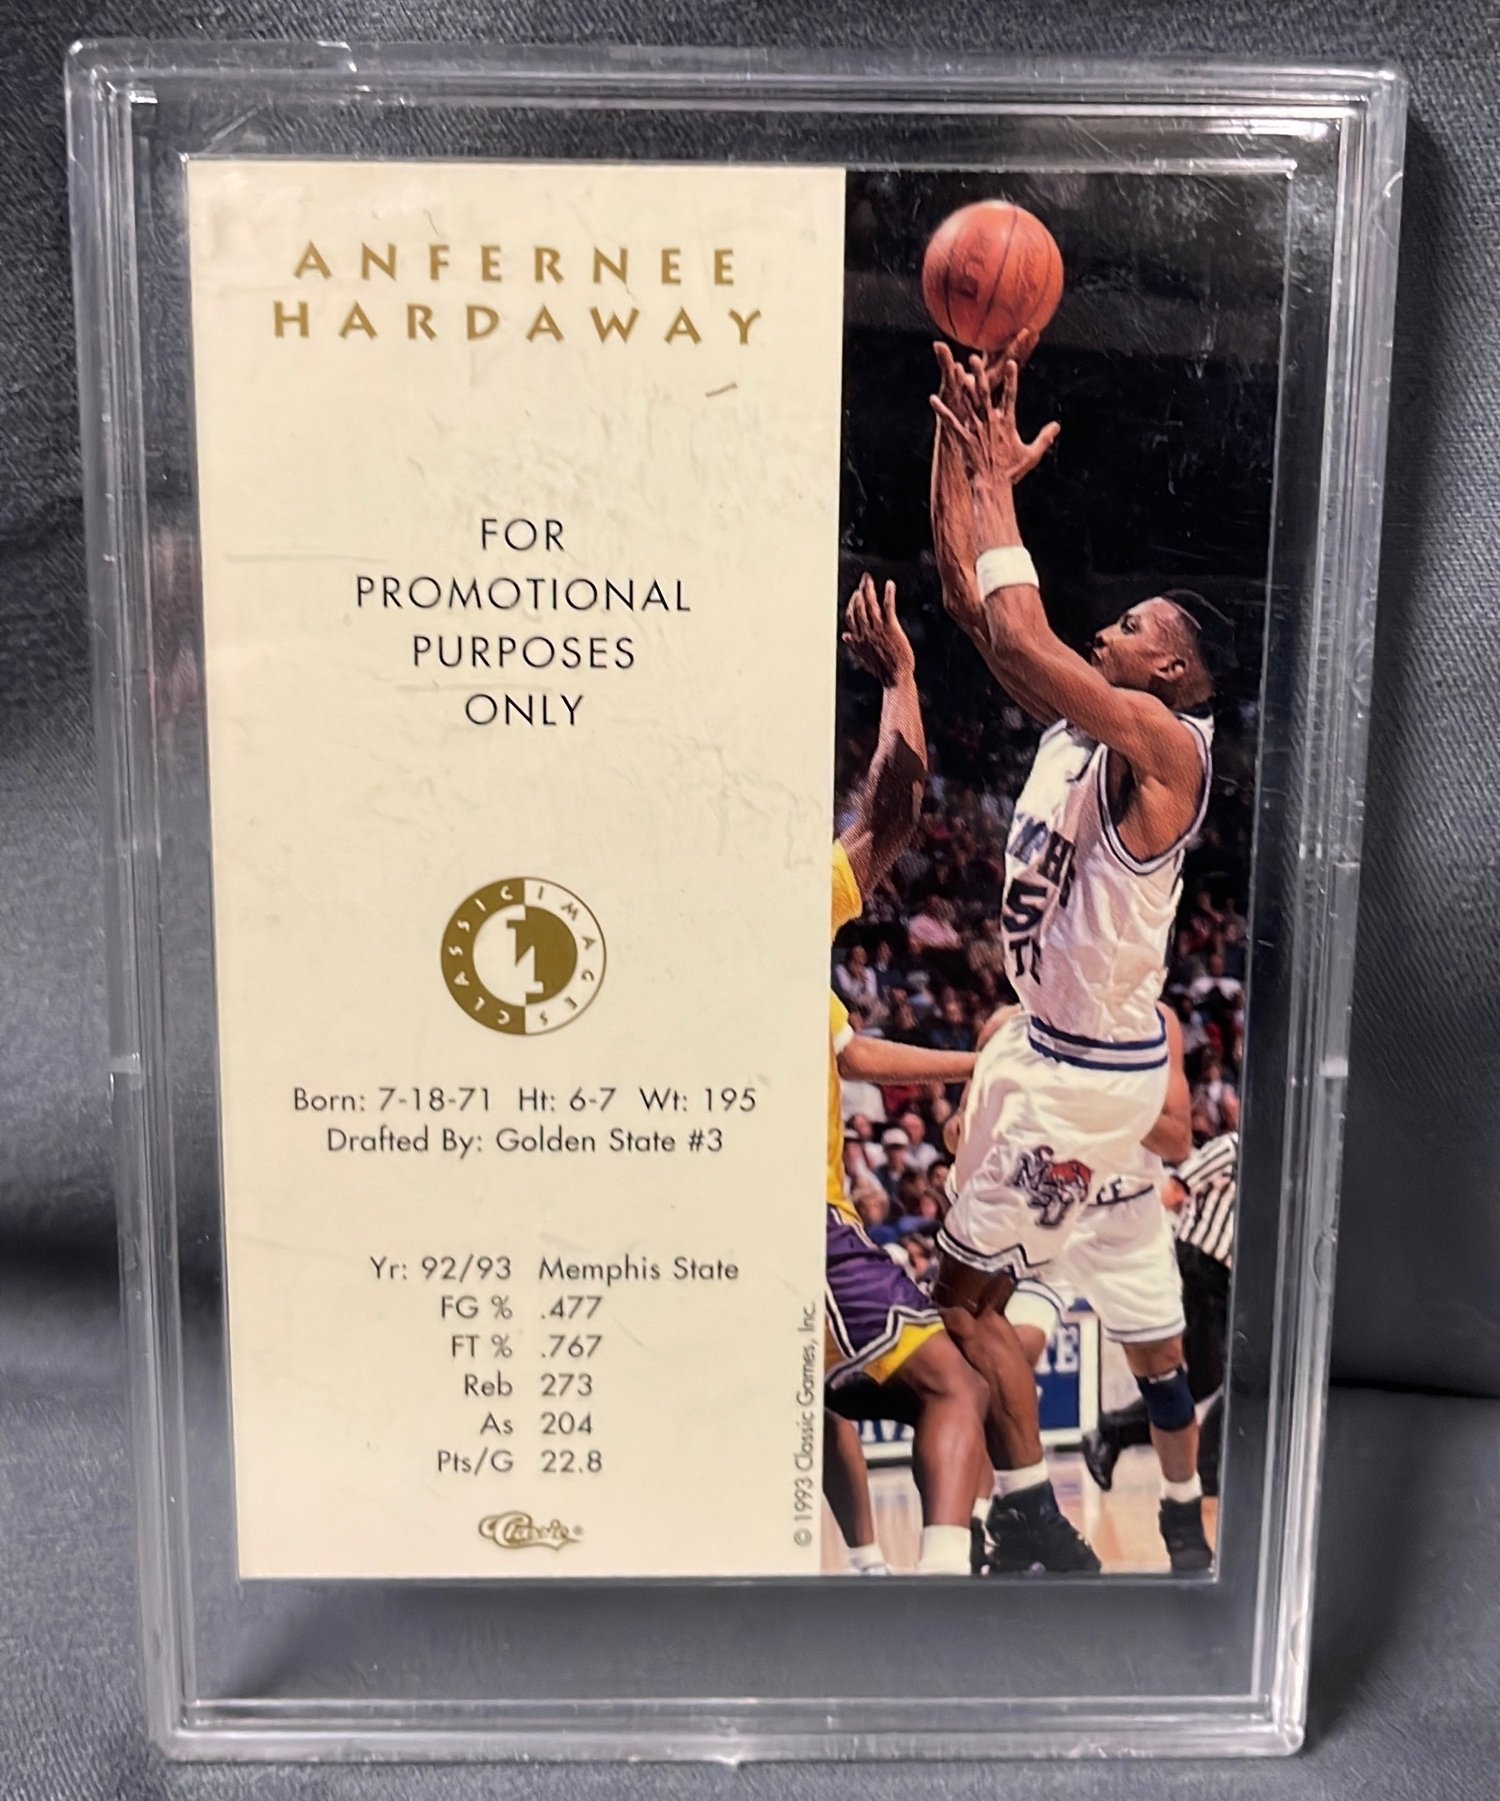 ANFERNEE
HARDAWAY
FOR
PROMOTIONAL
PURPOSES
ONLY
CLASSIC IMAGES
Born: 7-18-71 Ht: 6-7 Wt: 195
Drafted By: Golden State #3
Yr: 92/93 Memphis State
FG % .477
FT % .767
Reb 273
As 204
Pts/G 22.8
Classic®
© 1993 Classic Games, Inc.
5
MSU